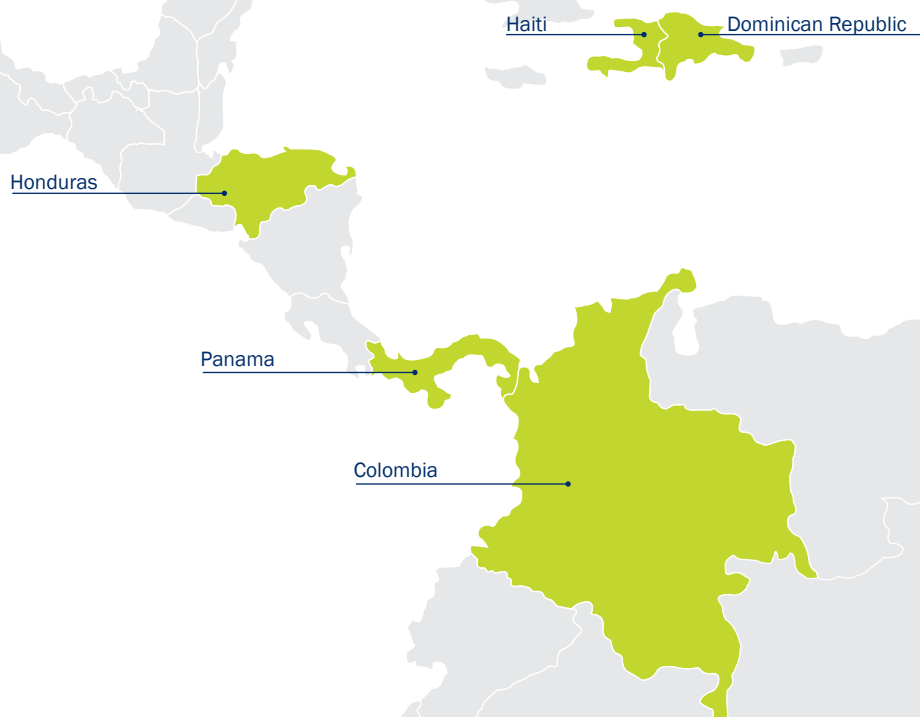 Haiti
Dominican Republic
Honduras
Panama
Colombia